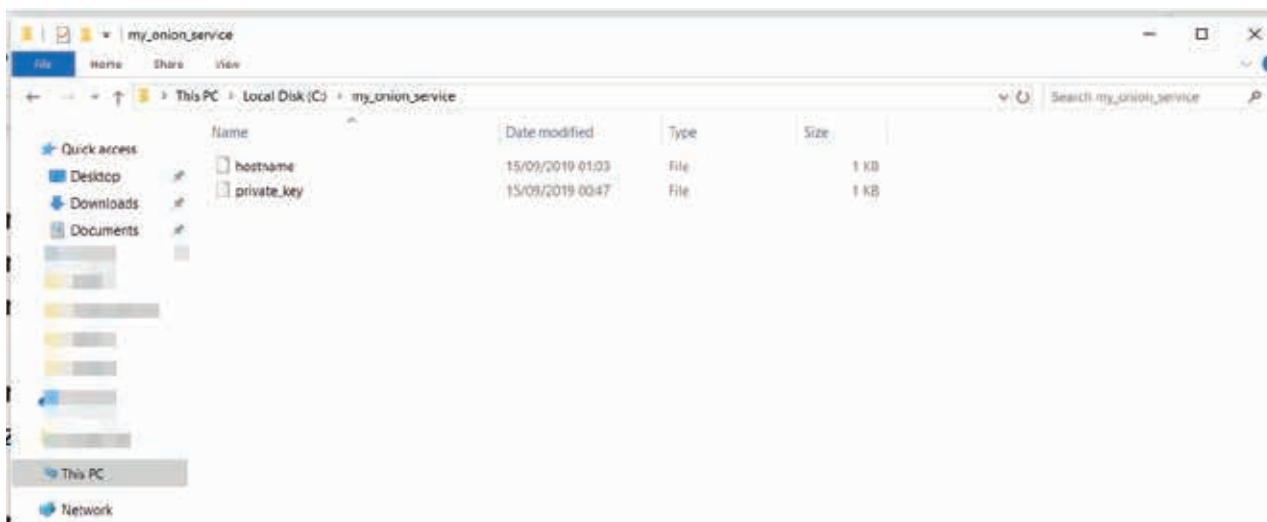 my_onion_service
File Home Share View
This PC Local Disk (C:) my_onion_service
Search my_onion_service
Name Date modified Type Size
Quick access
hostname 15/09/2019 01:03 File 1 KB
Desktop
private_key 15/09/2019 00:47 File 1 KB
Downloads
Documents
This PC
Network